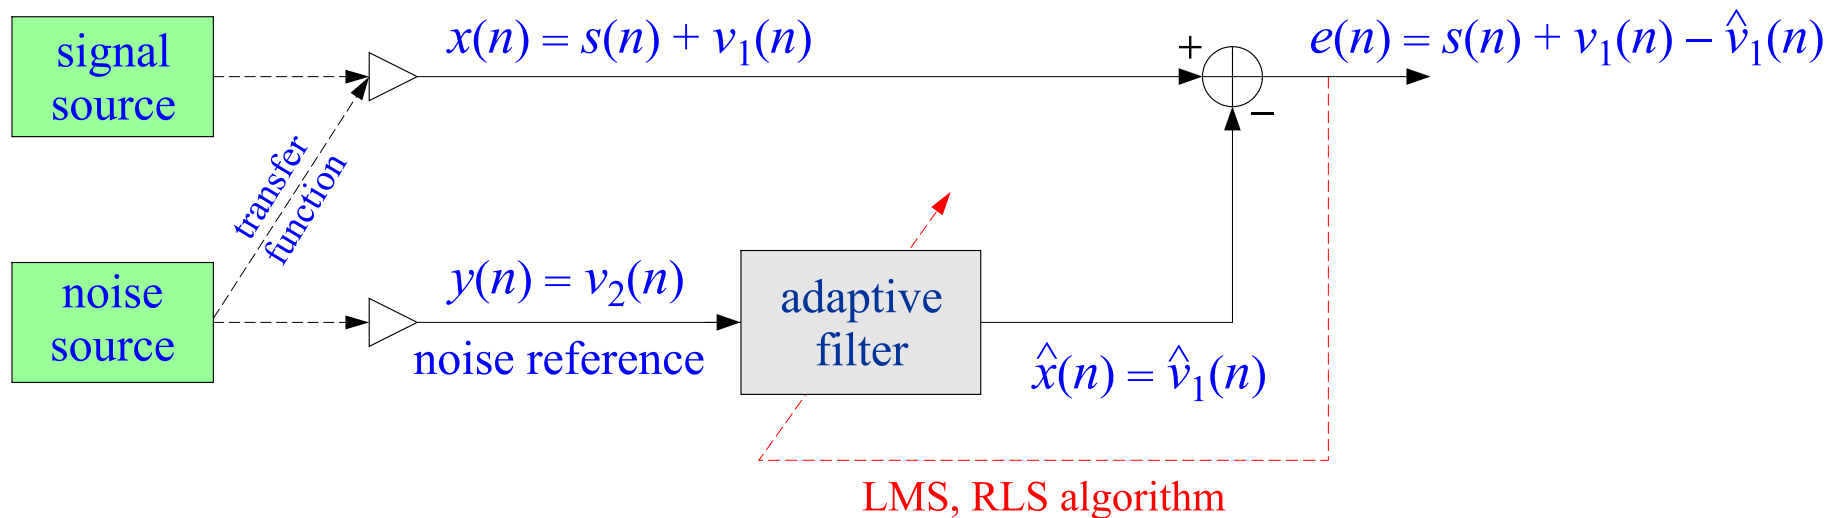 signal
source
x(n) = s(n) + v₁(n)
+
−
e(n) = s(n) + v₁(n) − v̂₁(n)
transfer
function
noise
source
y(n) = v₂(n)
noise reference
adaptive
filter
x̂(n) = v̂₁(n)
LMS, RLS algorithm